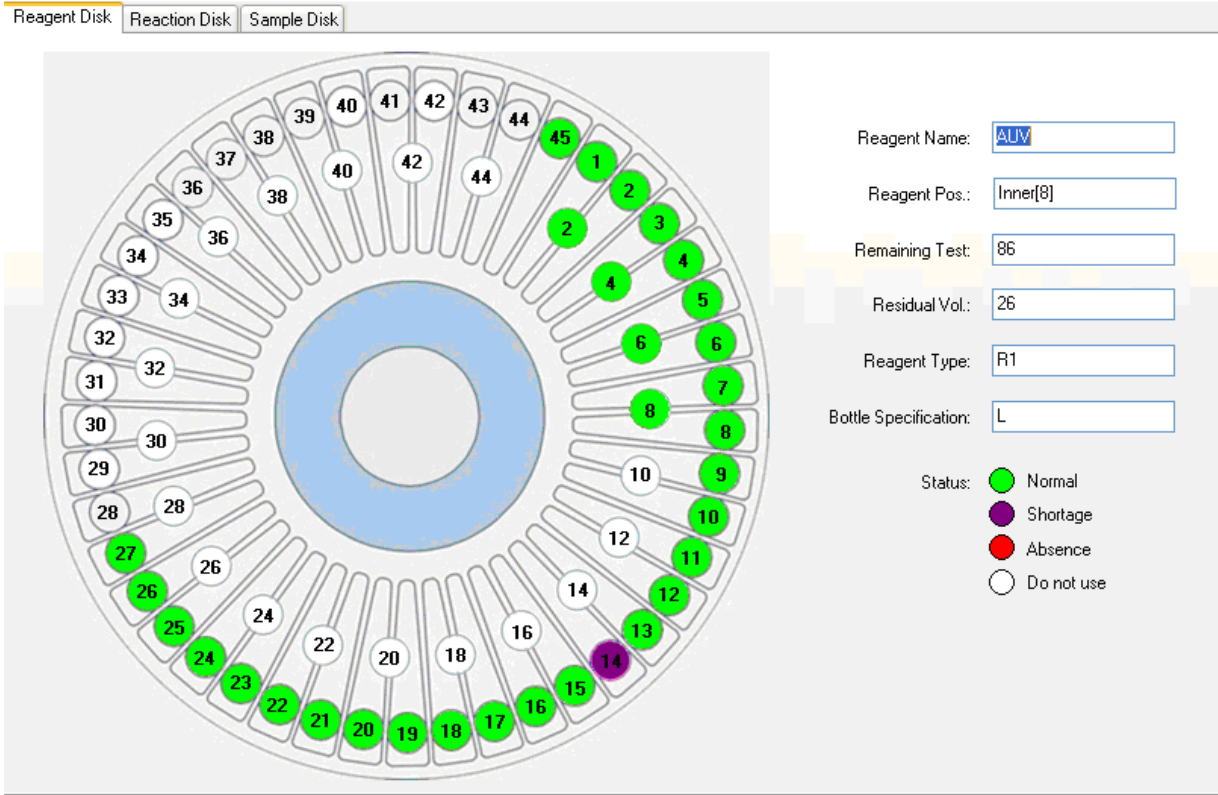 Reagent Disk Reaction Disk Sample Disk
41 42 43 44 45 1 2 3 4 5 6 7 8 9 10 11 12 13 14 15 16 17 18 19 20 21 22 23 24 25 26 27 28 29 30 31 32 33 34 35 36 37 38 39 40
42 44 2 4 6 8 10 12 14 16 18 20 22 24 26 28 30 32 34 36 38 40
Reagent Name: AUV
Reagent Pos.: Inner[8]
Remaining Test: 86
Residual Vol.: 26
Reagent Type: R1
Bottle Specification: L
Status: Normal
Shortage
Absence
Do not use